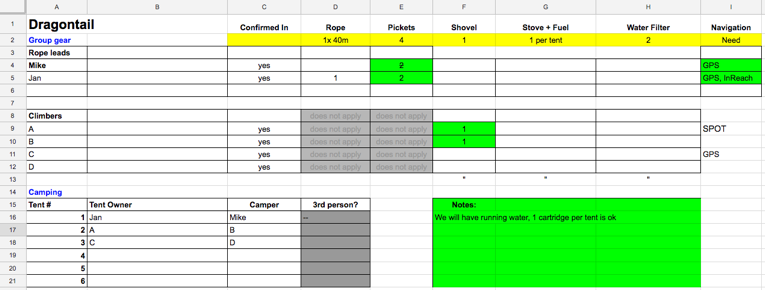 A B C D E F G H I
1 Dragontail Confirmed In Rope Pickets Shovel Stove + Fuel Water Filter Navigation
2 Group gear 1x 40m 4 1 1 per tent 2 Need
3 Rope leads
4 Mike yes 2 GPS
5 Jan yes 1 2 GPS, InReach
6
7
8 Climbers does not apply does not apply
9 A yes does not apply does not apply 1 SPOT
10 B yes does not apply does not apply 1
11 C yes does not apply does not apply GPS
12 D yes does not apply does not apply
13 " " "
14 Camping
15 Tent # Tent Owner Camper 3rd person? Notes:
16 1 Jan Mike -- We will have running water, 1 cartridge per tent is ok
17 2 A B
18 3 C D
19 4
20 5
21 6